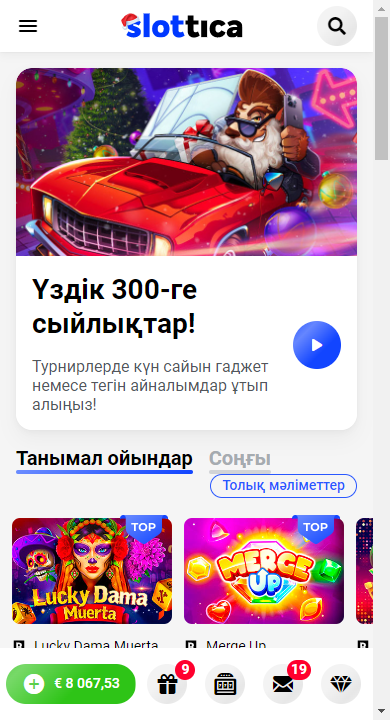 slottica
Үздік 300-ге
сыйлықтар!
Турнирлерде күн сайын гаджет
немесе тегін айналымдар ұтып
алыңыз!
Танымал ойындар
Соңғы
Толық мәліметтер
TOP
TOP
Lucky Dama
Muerta
MERGE
UP
Lucky Dama Muerta
Merge Up
€ 8 067,53
9
19